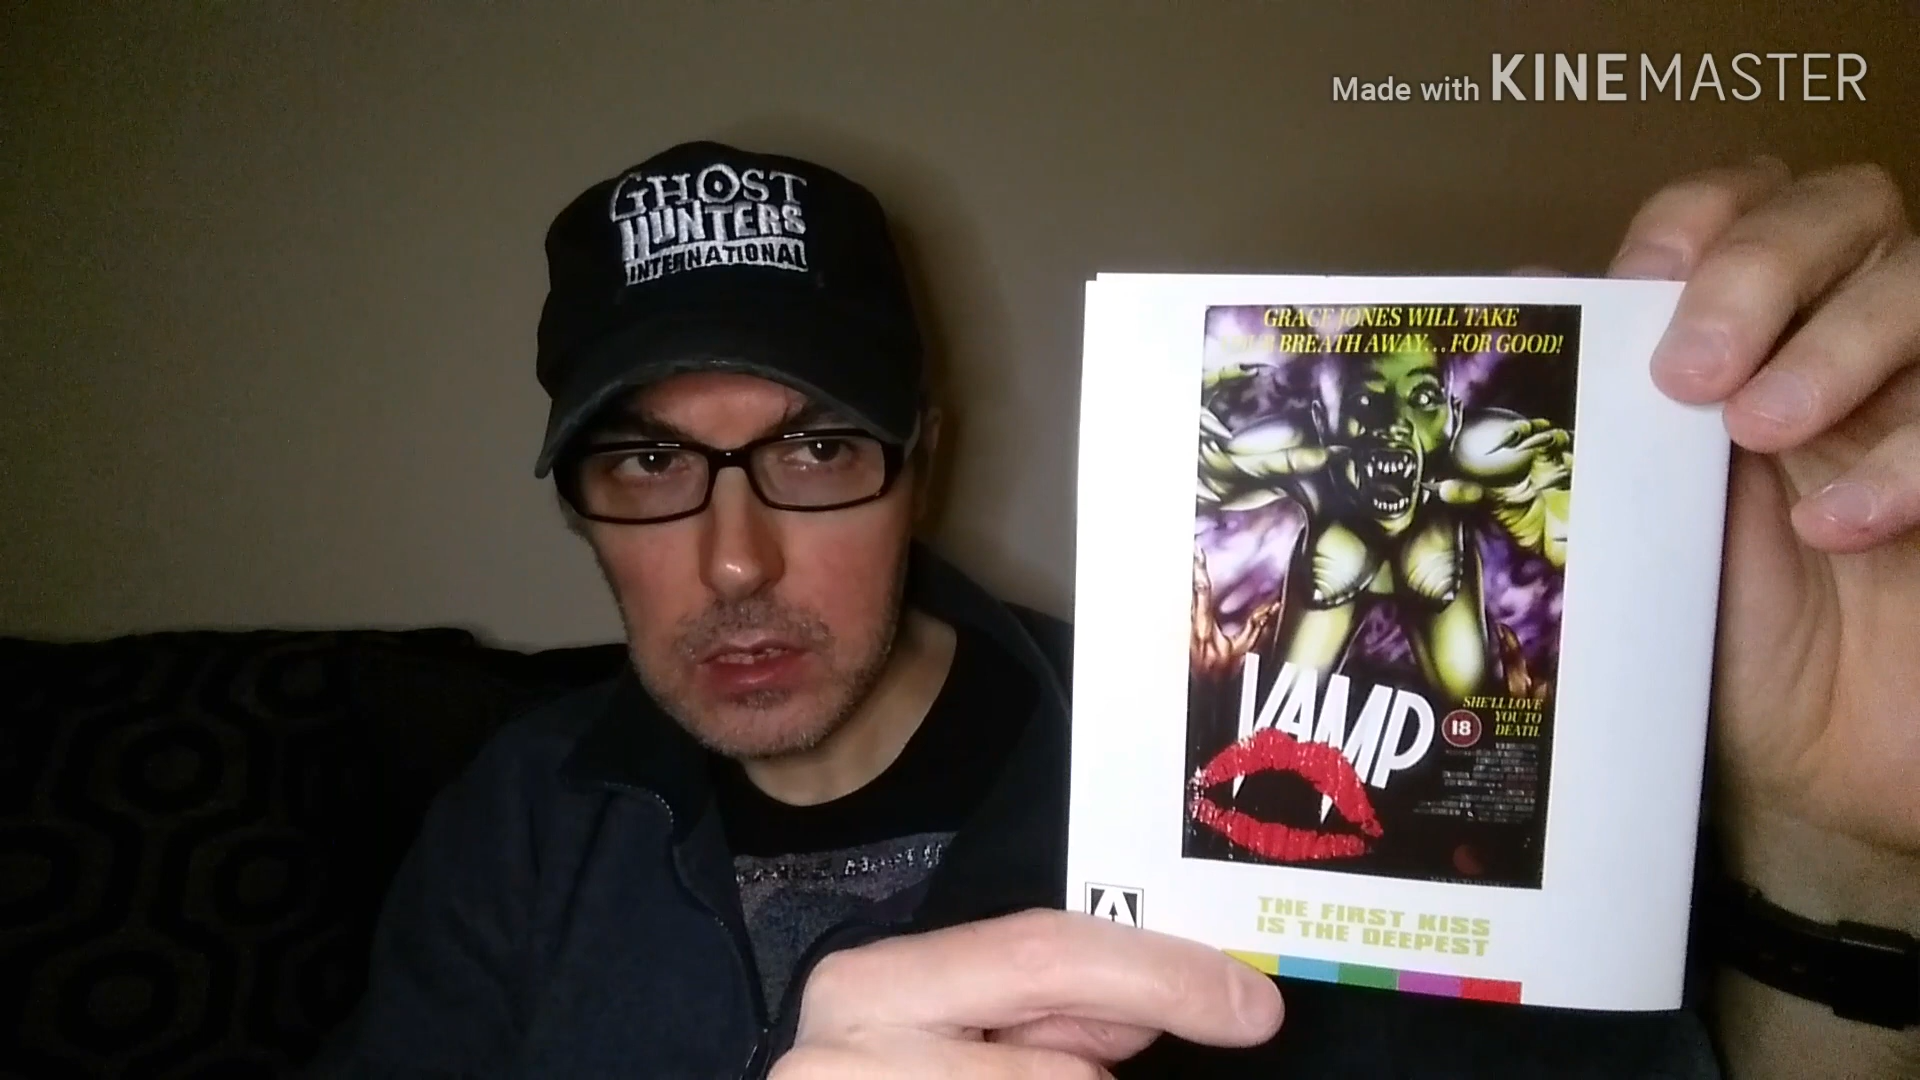 Made with KINEMASTER
GHOST
HUNTERS
INTERNATIONAL
GRACE JONES WILL TAKE
YOUR BREATH AWAY...FOR GOOD!
VAMP
18
SHE'LL LOVE
YOU TO
DEATH.
THE FIRST KISS
IS THE DEEPEST